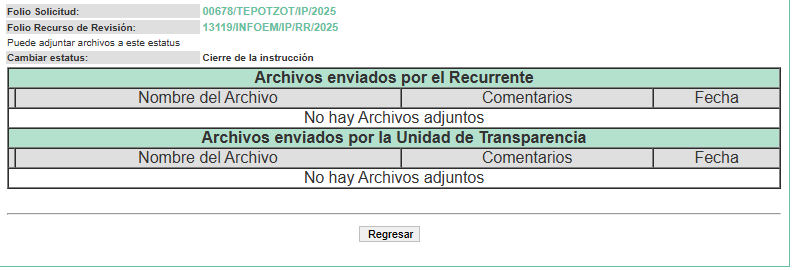 Folio Solicitud: 00678/TEPOTZOT/IP/2025
Folio Recurso de Revisión: 13119/INFOEM/IP/RR/2025
Puede adjuntar archivos a este estatus
Cambiar estatus: Cierre de la instrucción
Archivos enviados por el Recurrente
Nombre del Archivo Comentarios Fecha
No hay Archivos adjuntos
Archivos enviados por la Unidad de Transparencia
Nombre del Archivo Comentarios Fecha
No hay Archivos adjuntos
Regresar